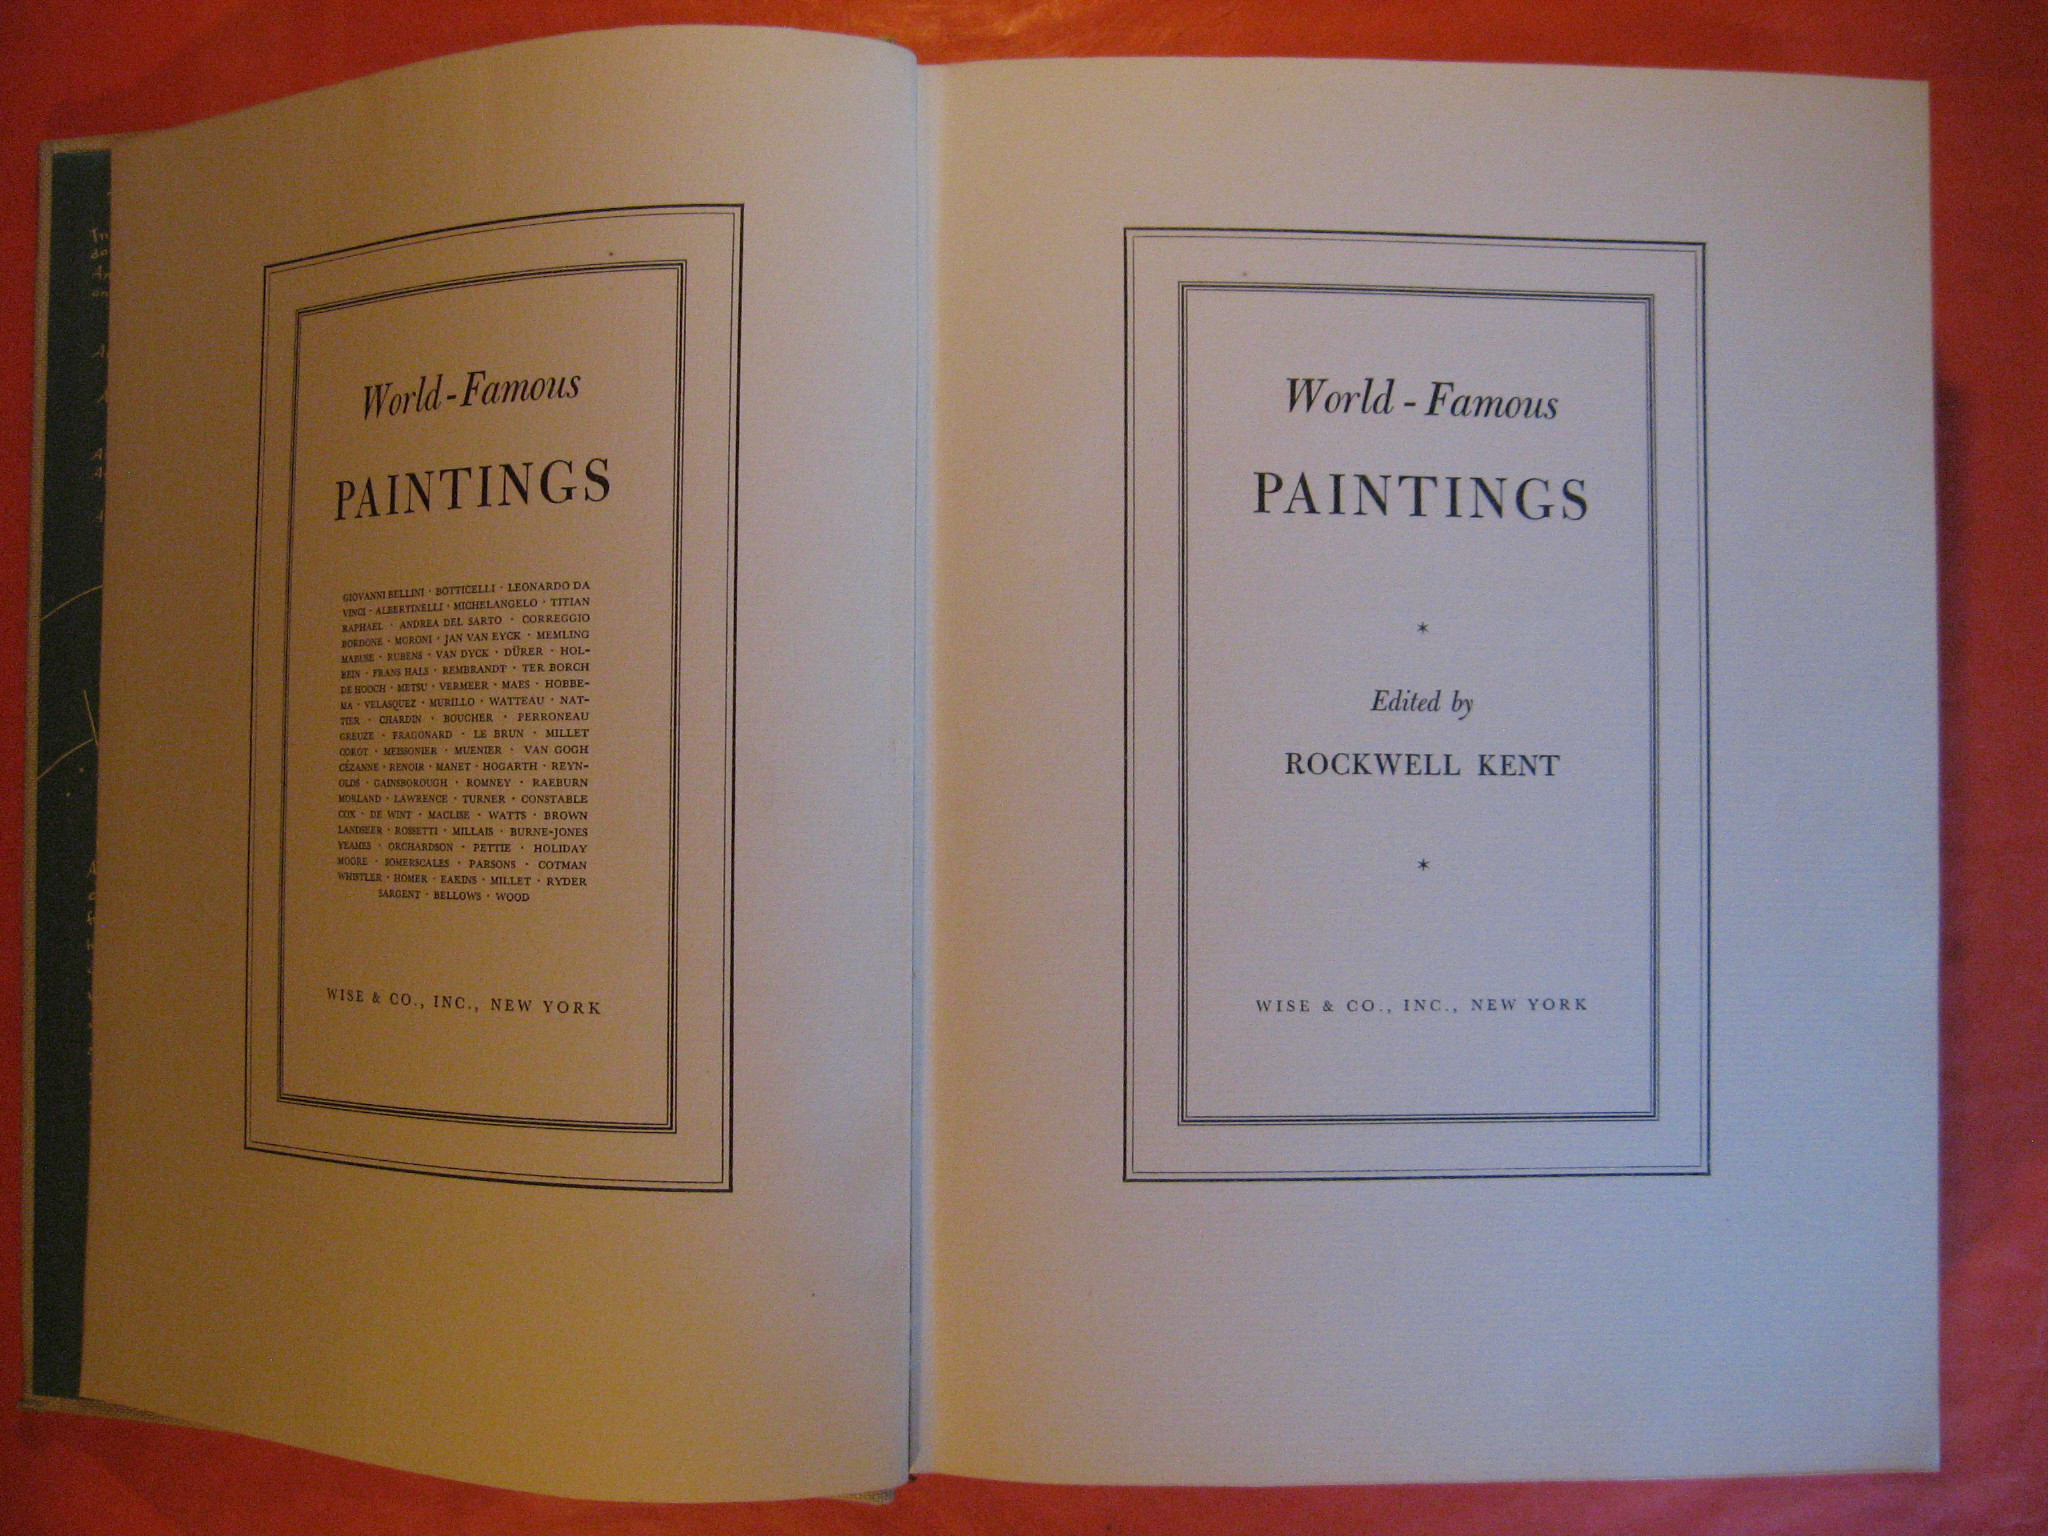 World-Famous
PAINTINGS
GIOVANNI BELLINI · BOTTICELLI · LEONARDO DA
VINCI · ALBERTINELLI · MICHELANGELO · TITIAN
RAPHAEL · ANDREA DEL SARTO · CORREGGIO
BORDONE · MORONI · JAN VAN EYCK · MEMLING
MABUSE · RUBENS · VAN DYCK · DÜRER · HOL-
BEIN · FRANS HALS · REMBRANDT · TER BORCH
DE HOOCH · METSU · VERMEER · MAES · HOBBE-
MA · VELASQUEZ · MURILLO · WATTEAU · NAT-
TIER · CHARDIN · BOUCHER · PERRONEAU
GREUZE · FRAGONARD · LE BRUN · MILLET
COROT · MEISSONIER · MUENIER · VAN GOGH
CÉZANNE · RENOIR · MANET · HOGARTH · REYN-
OLDS · GAINSBOROUGH · ROMNEY · RAEBURN
MORLAND · LAWRENCE · TURNER · CONSTABLE
COX · DE WINT · MACLISE · WATTS · BROWN
LANDSEER · ROSSETTI · MILLAIS · BURNE-JONES
YEAMES · ORCHARDSON · PETTIE · HOLIDAY
MOORE · SOMERSCALES · PARSONS · COTMAN
WHISTLER · HOMER · EAKINS · MILLET · RYDER
SARGENT · BELLOWS · WOOD
WISE & CO., INC., NEW YORK
World-Famous
PAINTINGS
*
Edited by
ROCKWELL KENT
*
WISE & CO., INC., NEW YORK